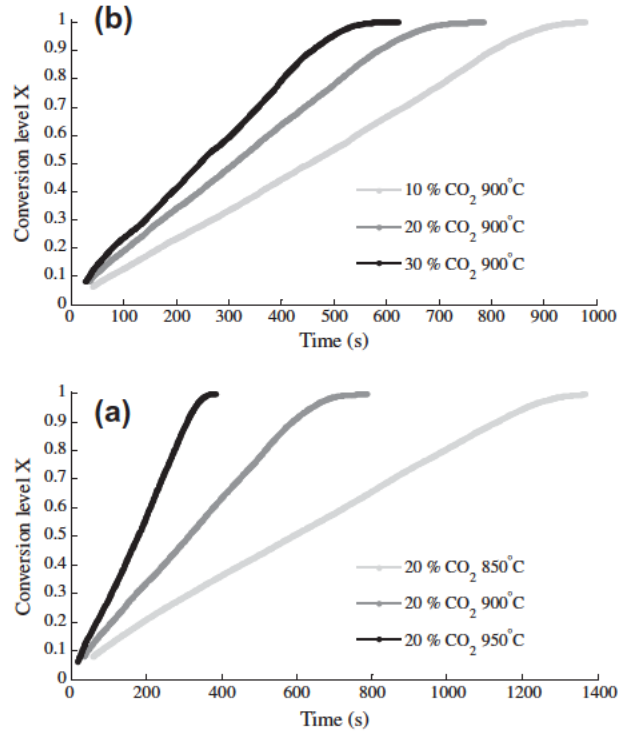 (b)
Conversion level X
1
0.9
0.8
0.7
0.6
0.5
0.4
0.3
0.2
0.1
0
10 % CO2 900°C
20 % CO2 900°C
30 % CO2 900°C
0 100 200 300 400 500 600 700 800 900 1000
Time (s)
(a)
Conversion level X
1
0.9
0.8
0.7
0.6
0.5
0.4
0.3
0.2
0.1
0
20 % CO2 850°C
20 % CO2 900°C
20 % CO2 950°C
0 200 400 600 800 1000 1200 1400
Time (s)